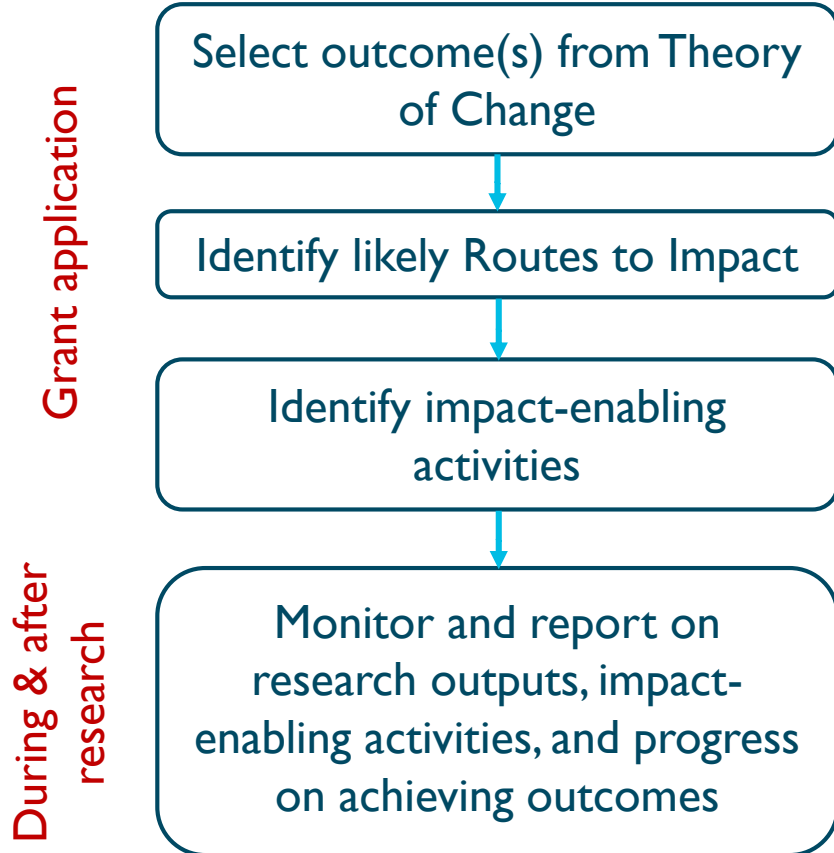 Grant application
Select outcome(s) from Theory
of Change
Identify likely Routes to Impact
Identify impact-enabling
activities
During & after
research
Monitor and report on
research outputs, impact-
enabling activities, and progress
on achieving outcomes